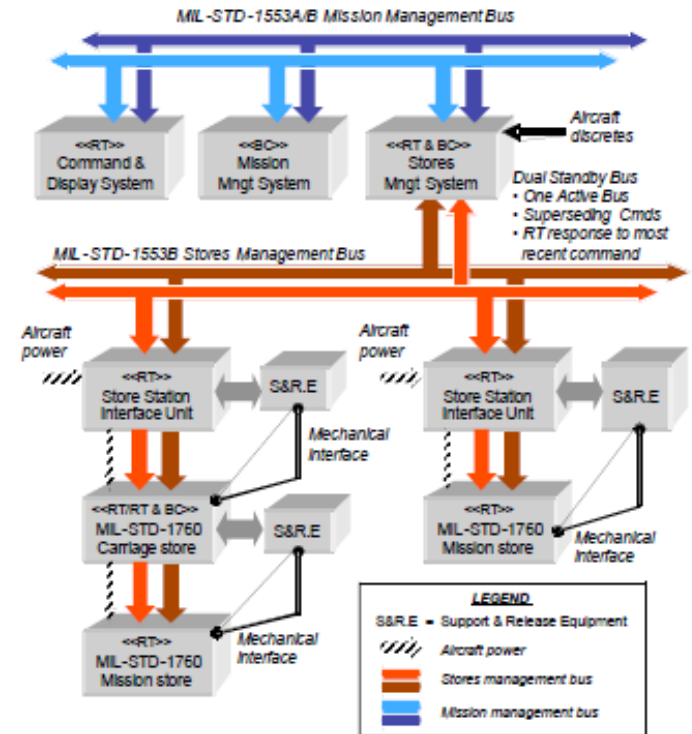 MIL-STD-1553A/B Mission Management Bus
<<RT>>
Command &
Display System
<<BC>>
Mission
Mngt System
<<RT & BC>>
Stores
Mngt System
Aircraft
discretes
Dual Standby Bus
• One Active Bus
• Superseding Cmds
• RT response to most
recent command
MIL-STD-1553B Stores Management Bus
Aircraft
power
<<RT>>
Store Station
Interface Unit
S&R.E
Mechanical
Interface
Aircraft
power
<<RT>>
Store Station
Interface Unit
S&R.E
<<RT/RT & BC>>
MIL-STD-1760
Carriage store
S&R.E
<<RT>>
MIL-STD-1760
Mission store
Mechanical
Interface
<<RT>>
MIL-STD-1760
Mission store
Mechanical
Interface
LEGEND
S&R.E = Support & Release Equipment
Aircraft power
Stores management bus
Mission management bus